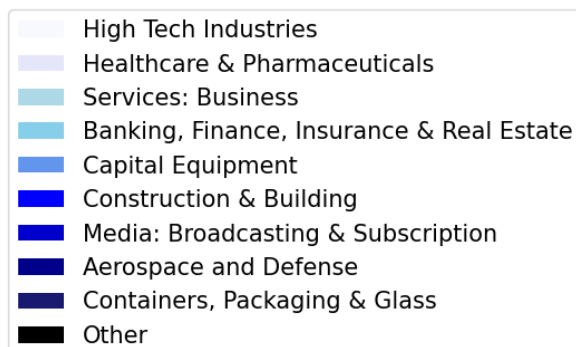 High Tech Industries
Healthcare & Pharmaceuticals
Services: Business
Banking, Finance, Insurance & Real Estate
Capital Equipment
Construction & Building
Media: Broadcasting & Subscription
Aerospace and Defense
Containers, Packaging & Glass
Other